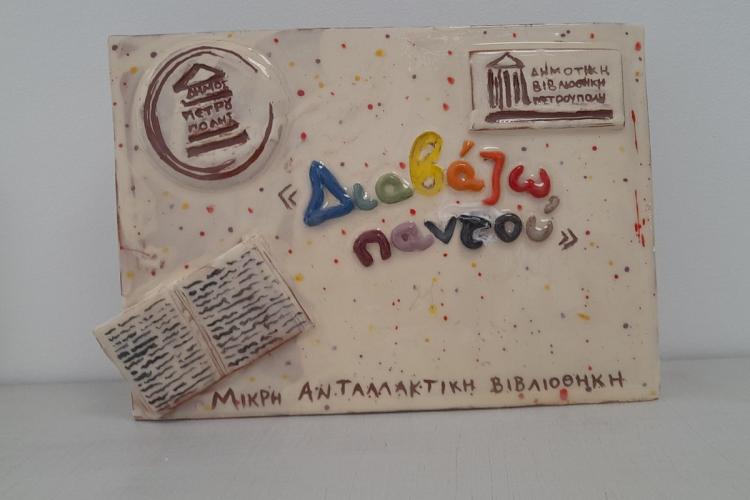 ΔΗΜΟΣ
ΠΕΤΡΟΥ
ΠΟΛΗΣ
ΔΗΜΟΤΙΚΗ
ΒΙΒΛΙΟΘΗΚΗ
ΠΕΤΡΟΥΠΟΛΗΣ
«Διαβάζω
παντού»
ΜΙΚΡΗ ΑΝΤΑΛΛΑΚΤΙΚΗ ΒΙΒΛΙΟΘΗΚΗ